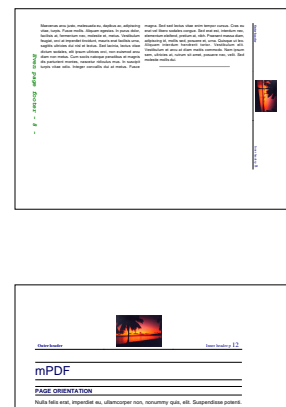 Maecenas arcu justo, malesuada eu, dapibus ac, adipiscing
vitae, turpis. Fusce mollis. Aliquam egestas. In purus dolor,
facilisis at, fermentum nec, molestie et, metus. Vestibulum
feugiat, orci at imperdiet tincidunt, mauris erat facilisis urna,
sagittis ultricies dui nisl et lectus. Sed lacinia, lectus vitae
dictum sodales, elit ipsum ultrices orci, non euismod arcu
diam non metus. Cum sociis natoque penatibus et magnis
dis parturient montes, nascetur ridiculus mus. In suscipit
turpis vitae odio. Integer convallis dui at metus. Fusce
magna. Sed sed lectus vitae enim tempor cursus. Cras eu
erat vel libero sodales congue. Sed erat est, interdum nec,
elementum eleifend, pretium at, nibh. Praesent massa diam,
adipiscing id, mollis sed, posuere et, urna. Quisque ut leo.
Aliquam interdum hendrerit tortor. Vestibulum elit.
Vestibulum et arcu at diam mattis commodo. Nam ipsum
sem, ultricies at, rutrum sit amet, posuere nec, velit. Sed
molestie mollis dui.
Even page footer
Outer header
Inner header p 12
mPDF
PAGE ORIENTATION
Nulla felis erat, imperdiet eu, ullamcorper non, nonummy quis, elit. Suspendisse potenti.